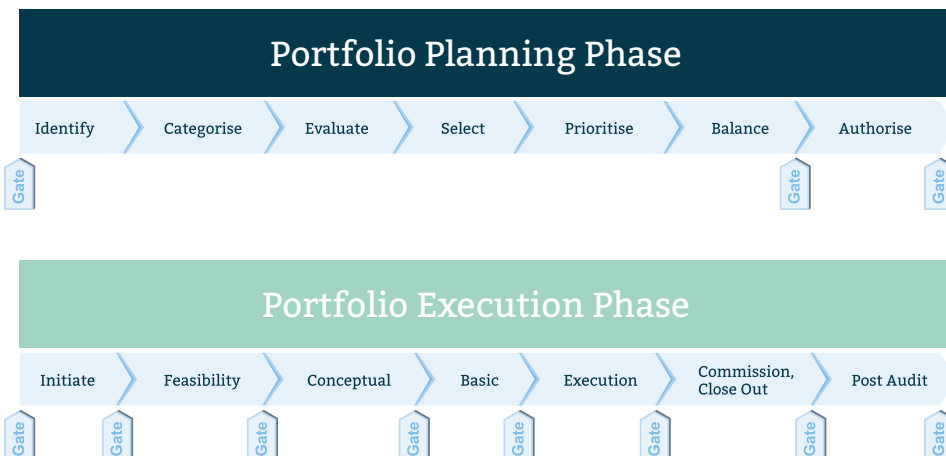 Portfolio Planning Phase
Identify Categorise Evaluate Select Prioritise Balance Authorise
Gate Gate Gate
Portfolio Execution Phase
Initiate Feasibility Conceptual Basic Execution Commission,
Close Out Post Audit
Gate Gate Gate Gate Gate Gate Gate Gate